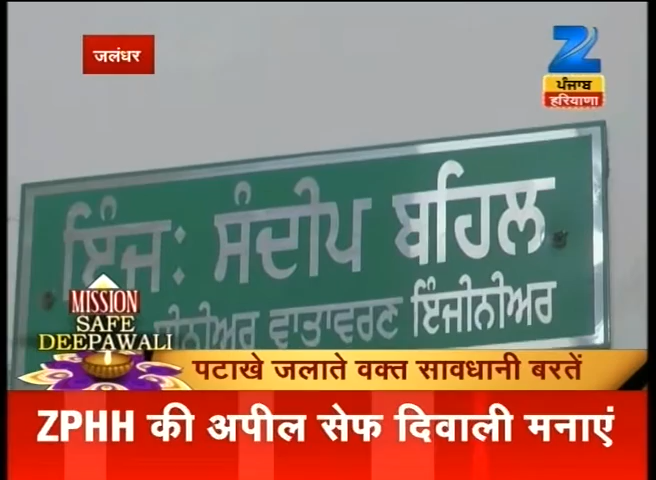 जलंधर
Z
ਪੰਜਾਬ
हरियाणा
ਇੰਜ: ਸੰਦੀਪ ਬਹਿਲ
ਸੀਨੀਅਰ ਵਾਤਾਵਰਣ ਇੰਜੀਨੀਅਰ
MISSION
SAFE
DEEPAWALI
पटाखे जलाते वक्त सावधानी बरतें
ZPHH की अपील सेफ दिवाली मनाएं